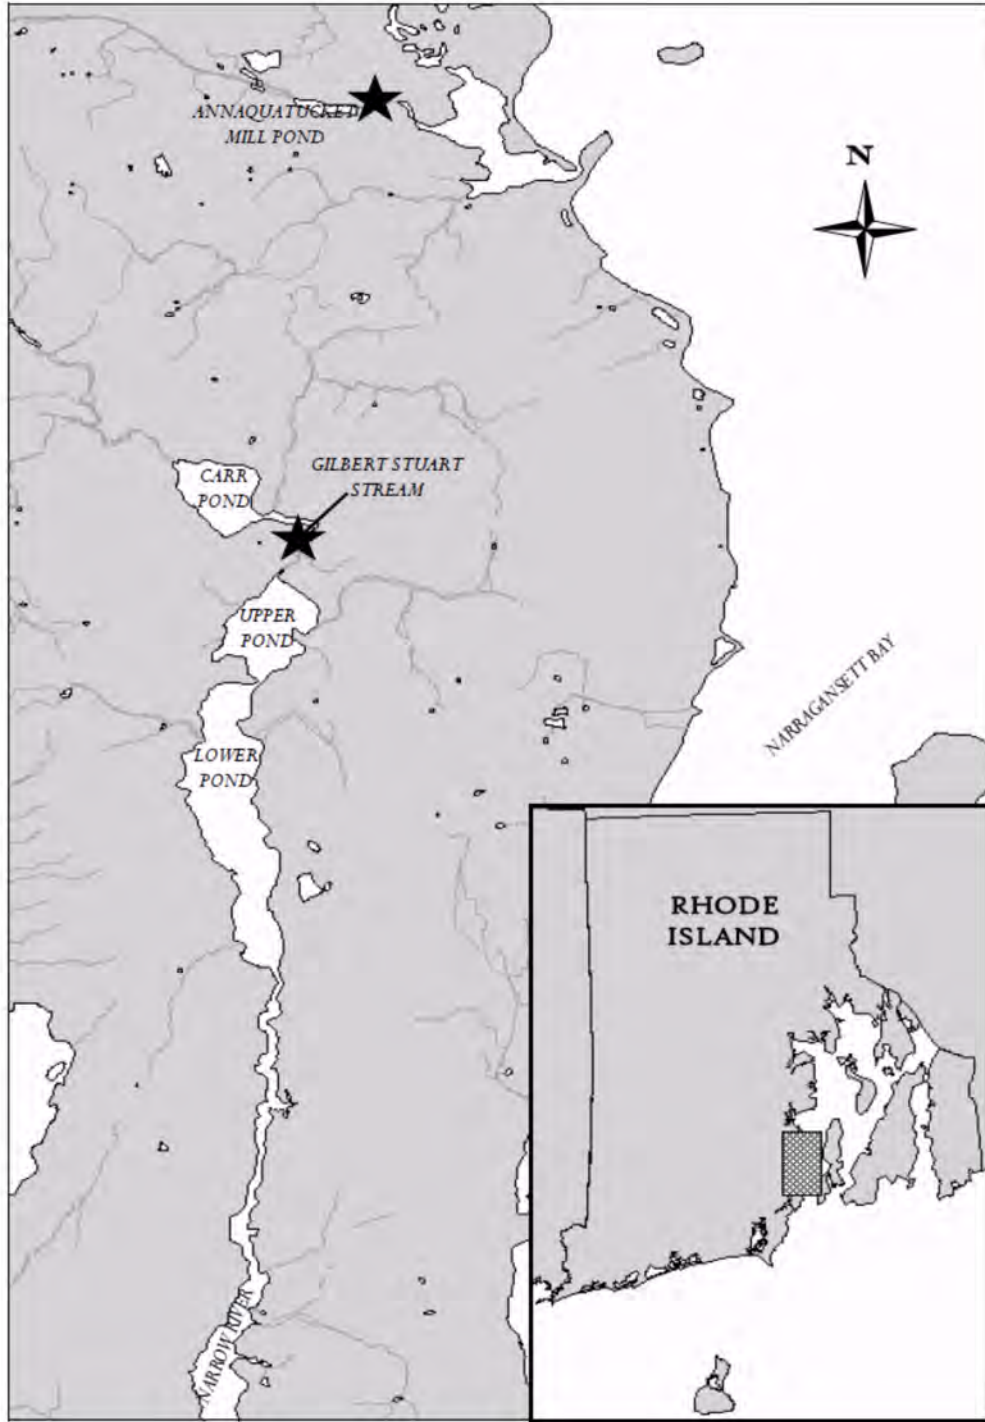 ANNAQUATUCKET
MILL POND
N
CARR
POND
GILBERT STUART
STREAM
UPPER
POND
NARRAGANSETT BAY
LOWER
POND
RHODE
ISLAND
NARROW RIVER